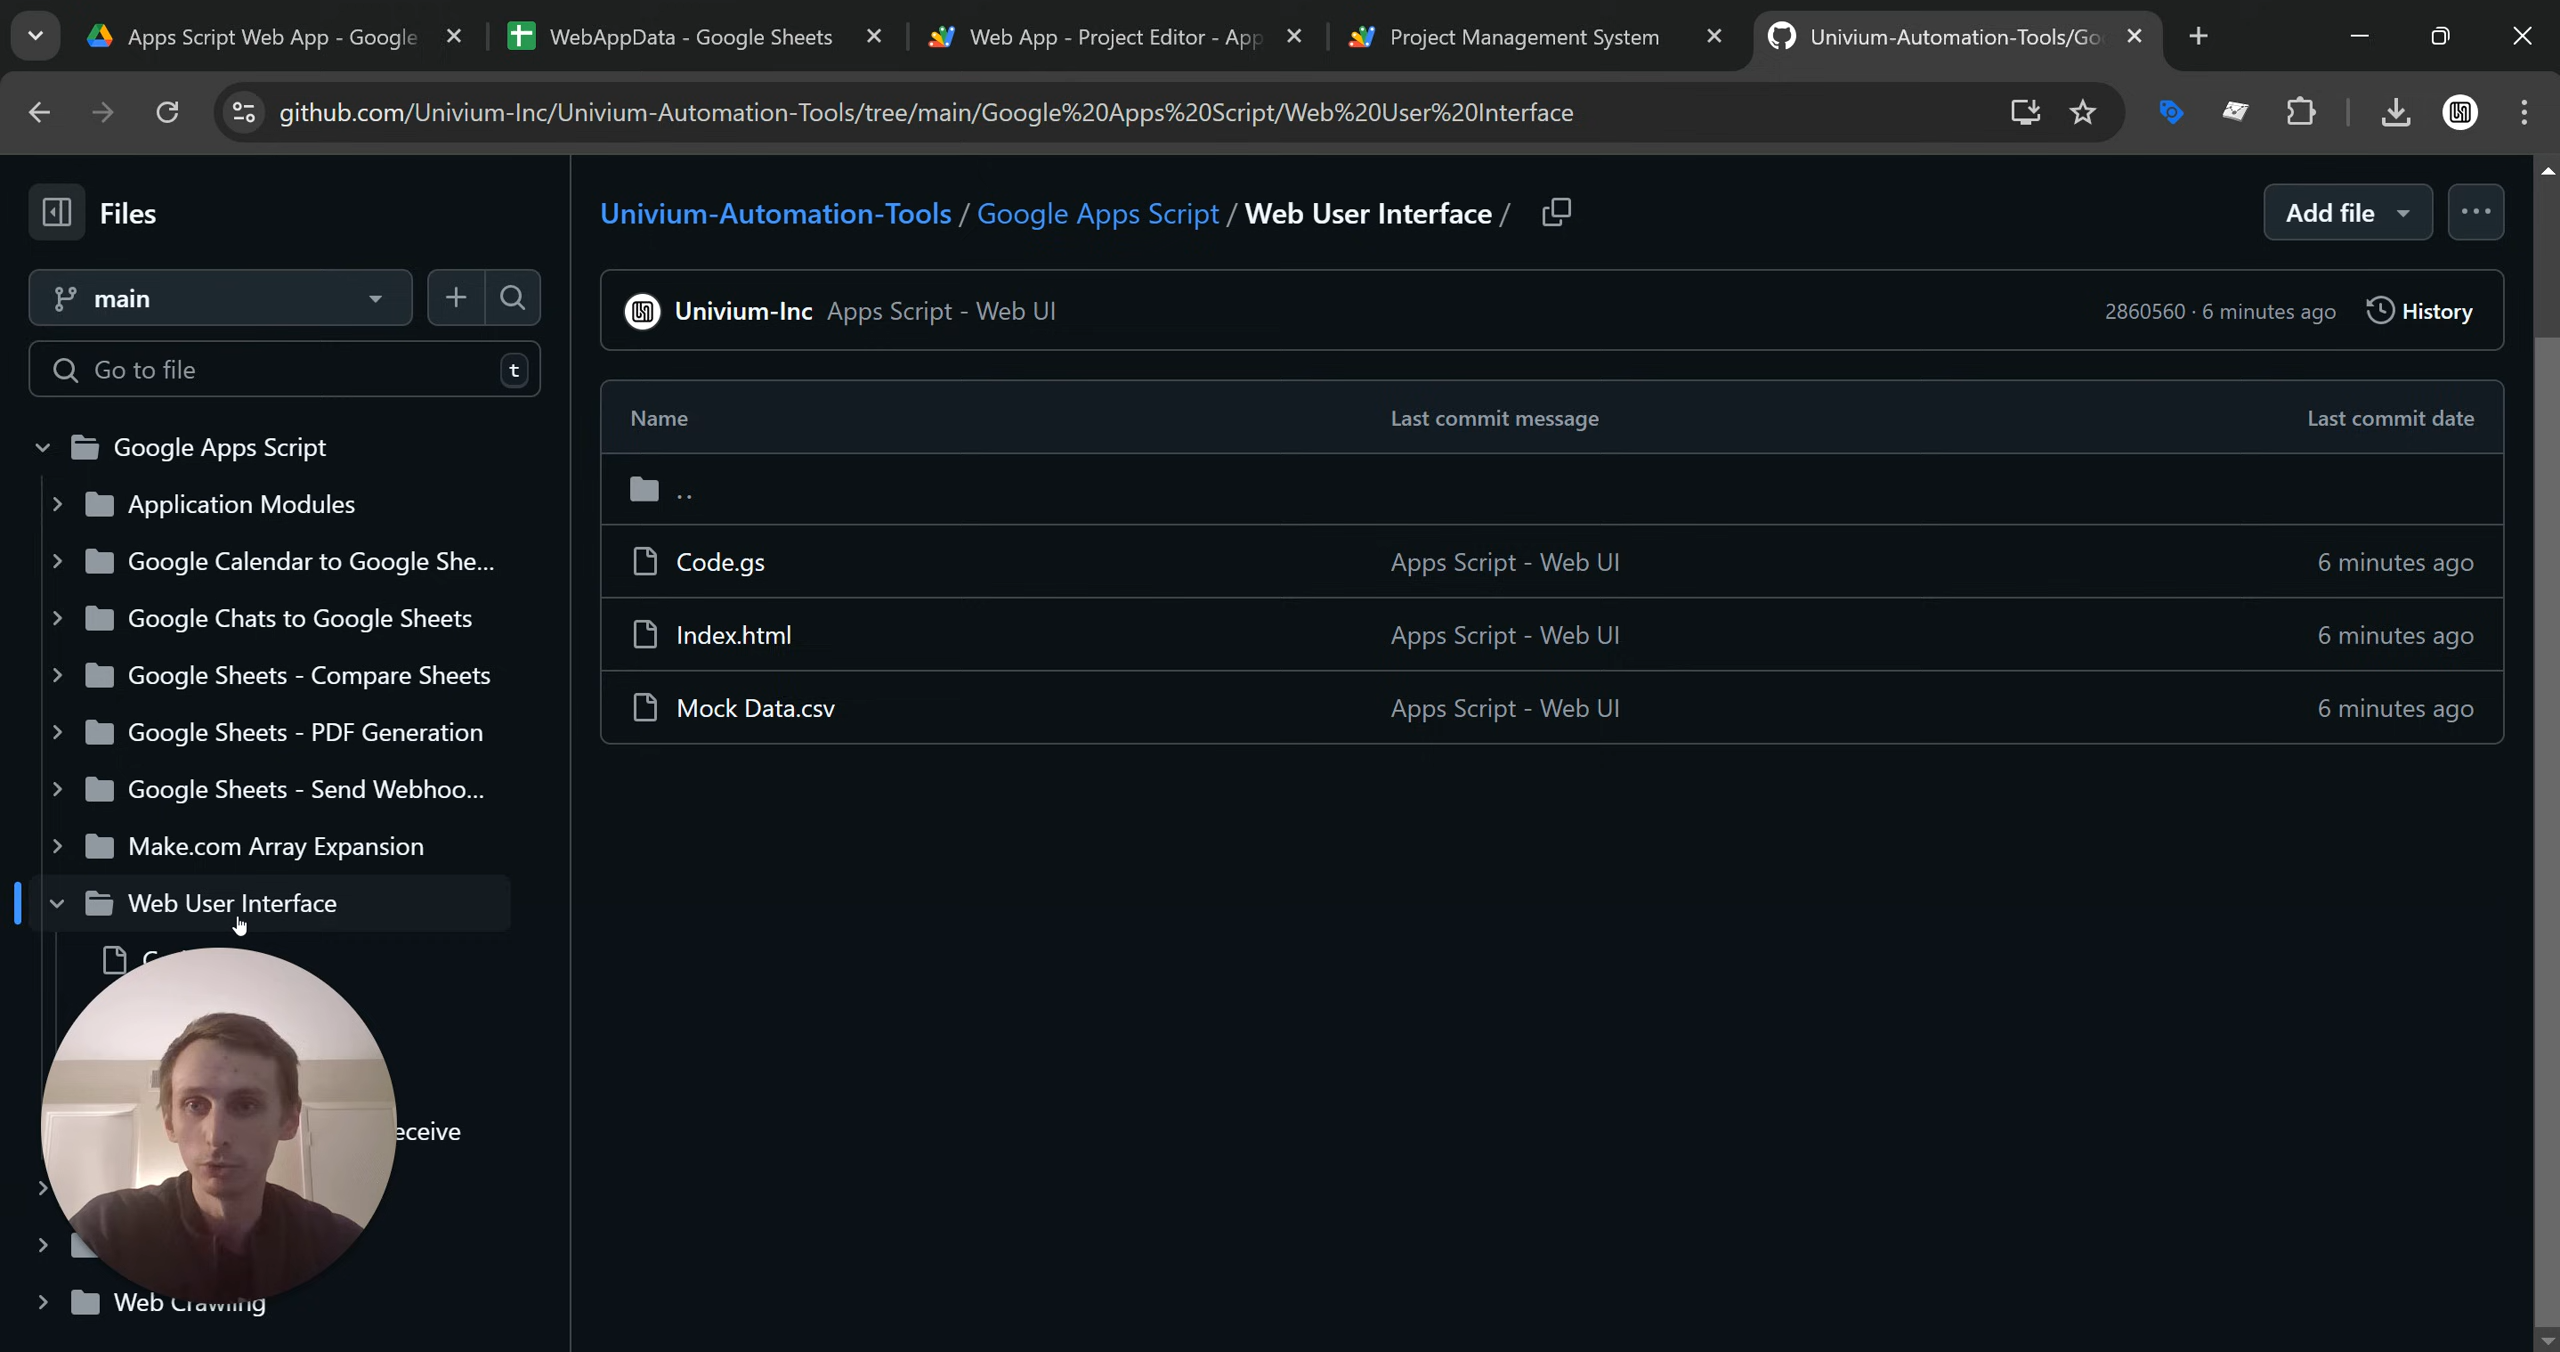 Apps Script Web App - Google
WebAppData - Google Sheets
Web App - Project Editor - App
Project Management System
Univium-Automation-Tools/Go
github.com/Univium-Inc/Univium-Automation-Tools/tree/main/Google%20Apps%20Script/Web%20User%20Interface
Files
main
Go to file
t
Google Apps Script
Application Modules
Google Calendar to Google She...
Google Chats to Google Sheets
Google Sheets - Compare Sheets
Google Sheets - PDF Generation
Google Sheets - Send Webhoo...
Make.com Array Expansion
Web User Interface
eceive
Web Crawling
Univium-Automation-Tools / Google Apps Script / Web User Interface /
Add file
Univium-Inc Apps Script - Web UI
2860560 · 6 minutes ago
History
Name Last commit message Last commit date
..
Code.gs Apps Script - Web UI 6 minutes ago
Index.html Apps Script - Web UI 6 minutes ago
Mock Data.csv Apps Script - Web UI 6 minutes ago